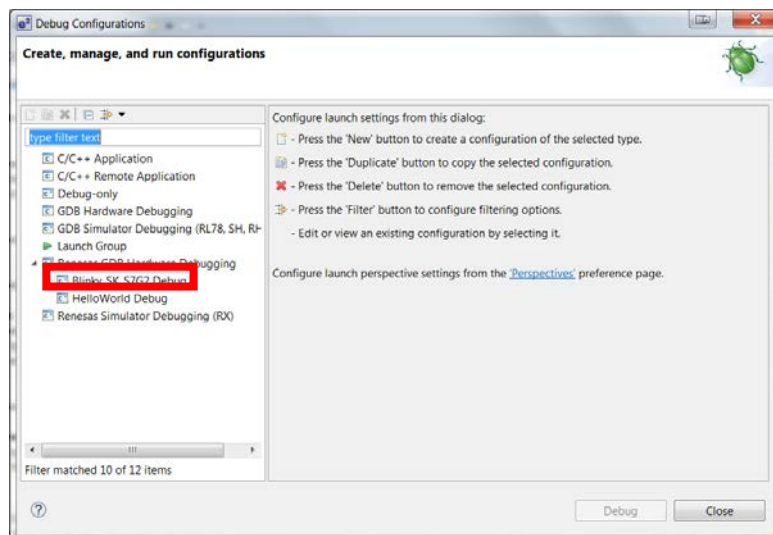 Debug Configurations
Create, manage, and run configurations
type filter text
C/C++ Application
C/C++ Remote Application
Debug-only
GDB Hardware Debugging
GDB Simulator Debugging (RL78, SH, RH
Launch Group
Renesas GDB Hardware Debugging
Blinky SK S7G2 Debug
HelloWorld Debug
Renesas Simulator Debugging (RX)
Filter matched 10 of 12 items
Configure launch settings from this dialog:
- Press the 'New' button to create a configuration of the selected type.
- Press the 'Duplicate' button to copy the selected configuration.
- Press the 'Delete' button to remove the selected configuration.
- Press the 'Filter' button to configure filtering options.
- Edit or view an existing configuration by selecting it.
Configure launch perspective settings from the 'Perspectives' preference page.
Debug
Close